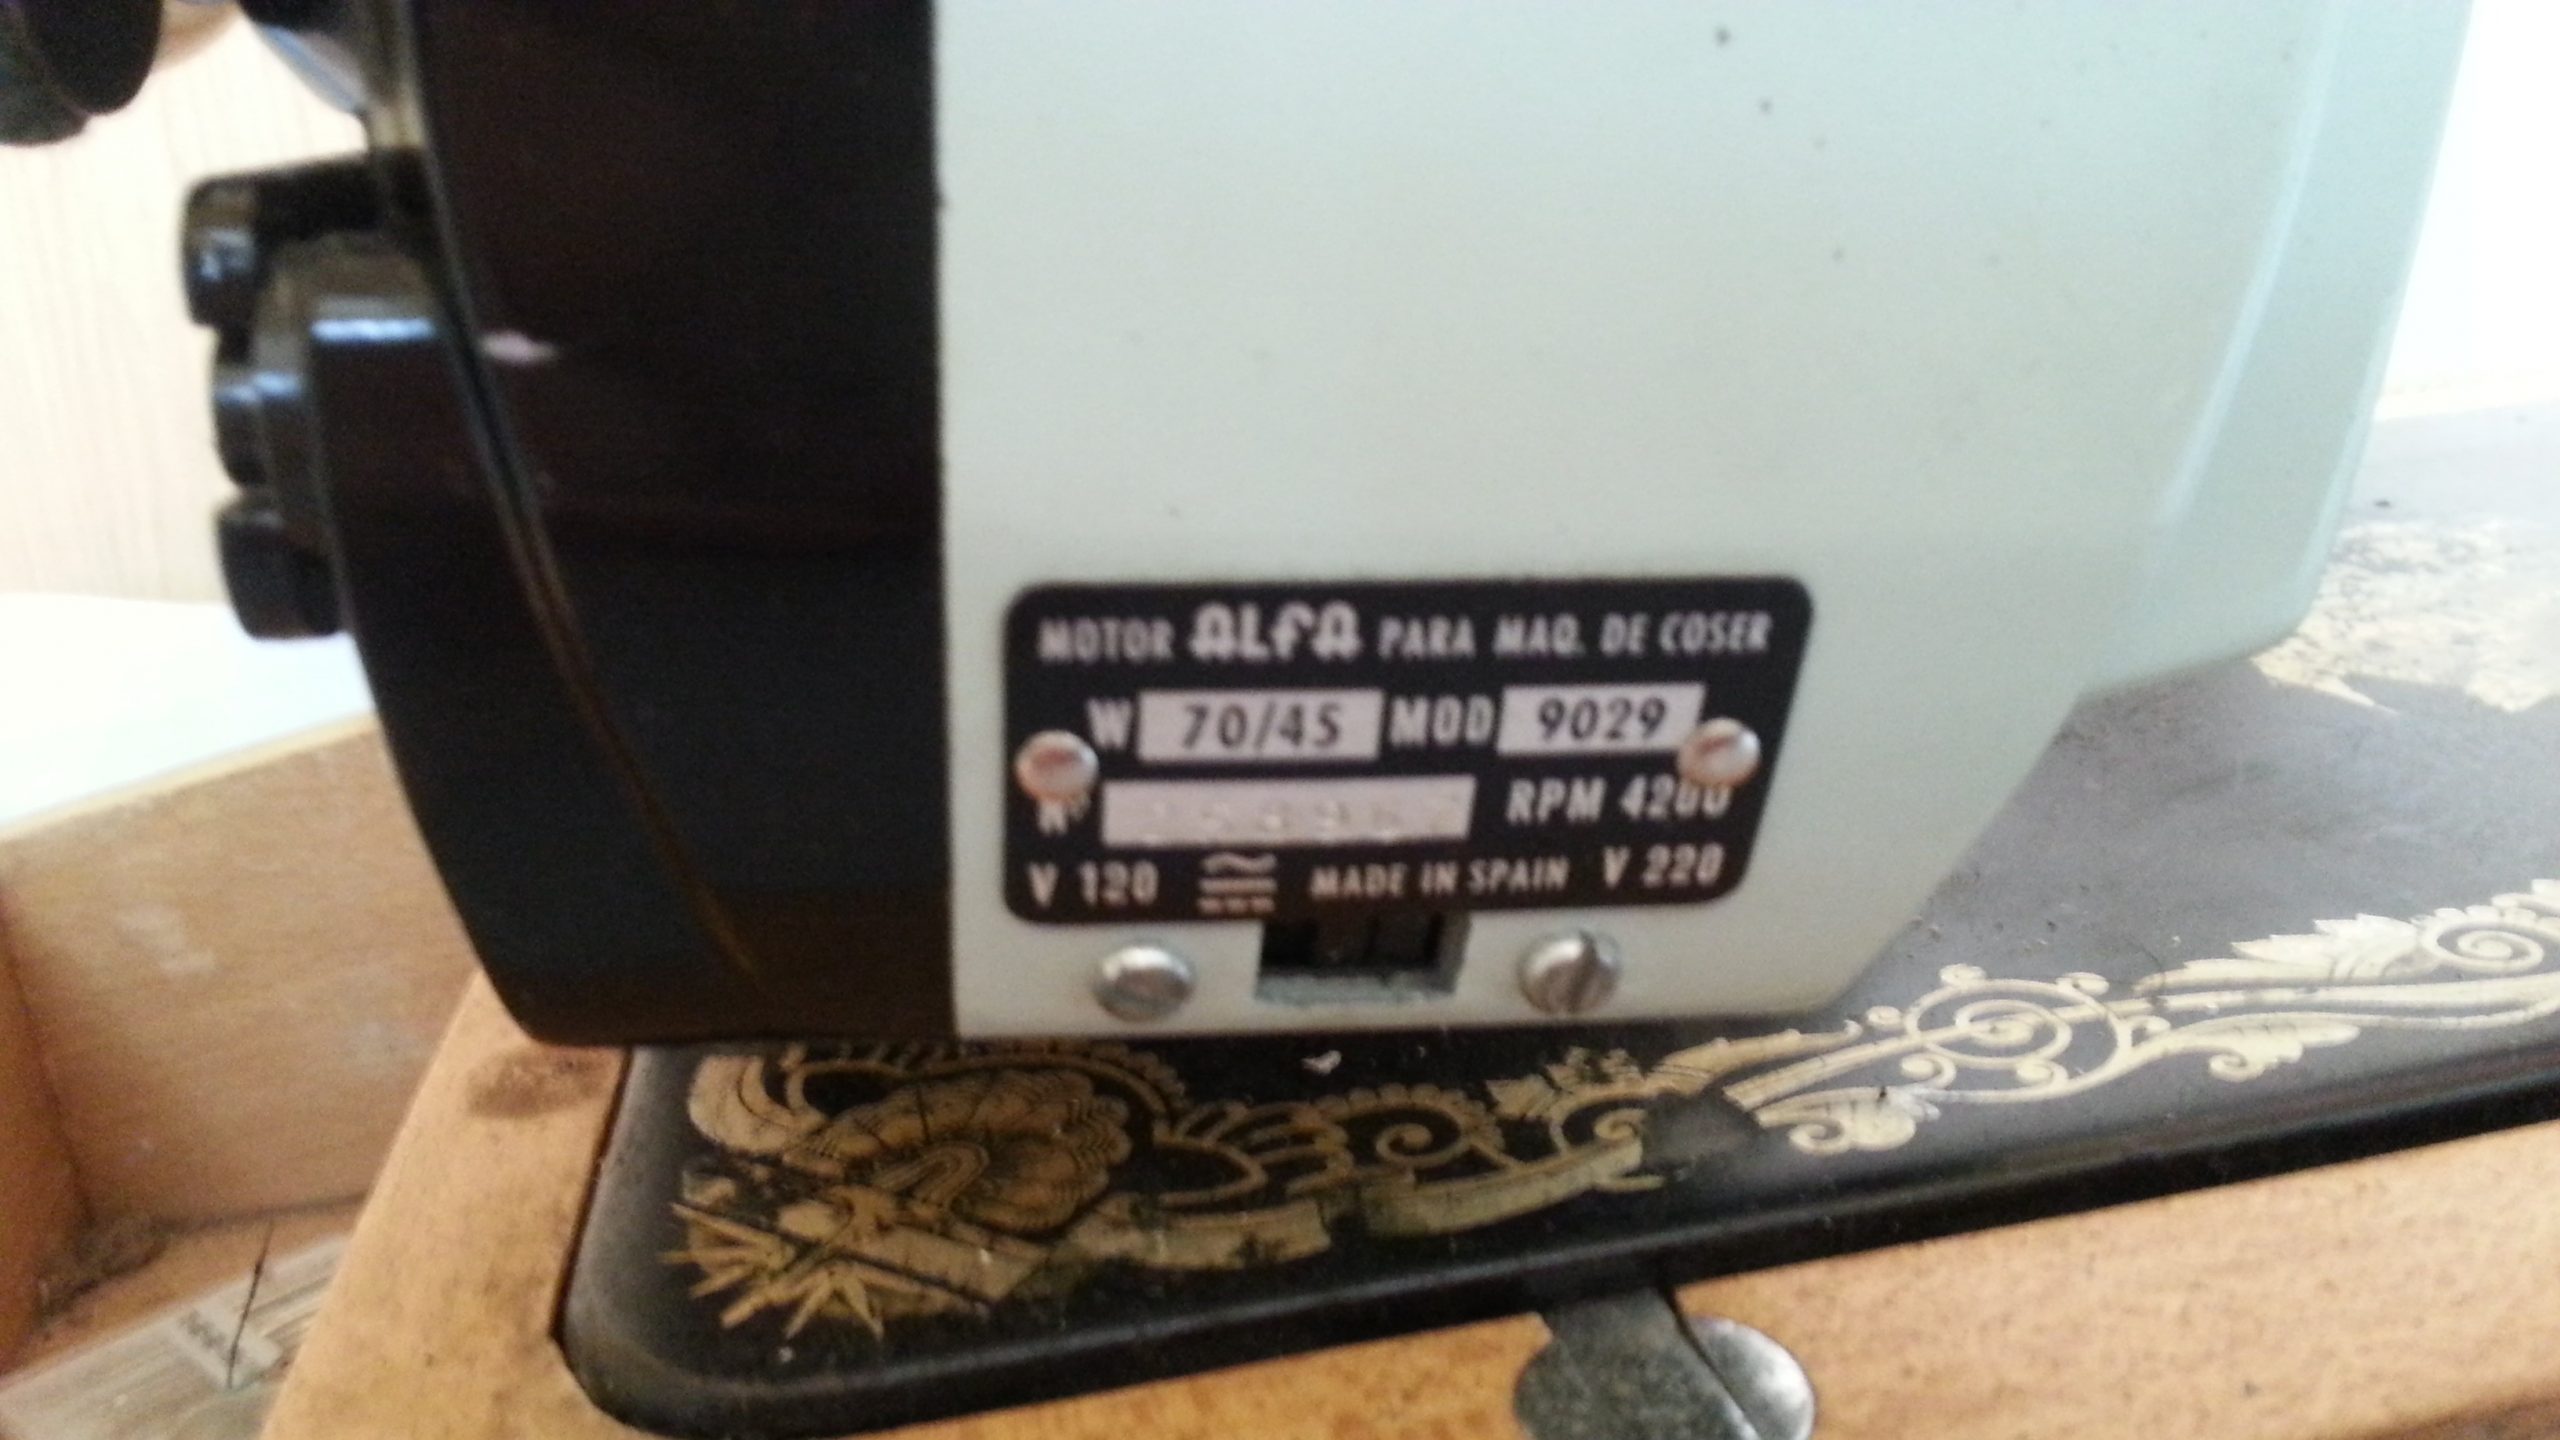 MOTOR ALFA PARA MAQ. DE COSER
W 70/45 MOD 9029
Nº RPM 4200
V 120 MADE IN SPAIN V 220